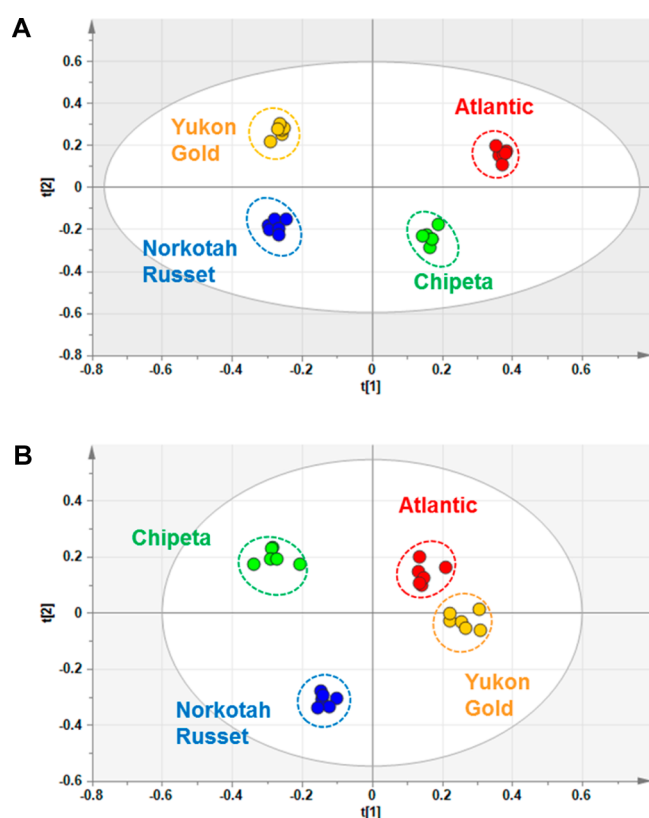 A
0.6
0.4
0.2
0
-0.2
-0.4
-0.6
-0.8
t[2]
Yukon
Gold
Atlantic
Norkotah
Russet
Chipeta
-0.8
-0.6
-0.4
-0.2
0
0.2
0.4
0.6
t[1]
B
0.4
0.2
0
-0.2
-0.4
-0.6
t[2]
Atlantic
Chipeta
Yukon
Gold
Norkotah
Russet
-0.8
-0.6
-0.4
-0.2
0
0.2
0.4
0.6
t[1]